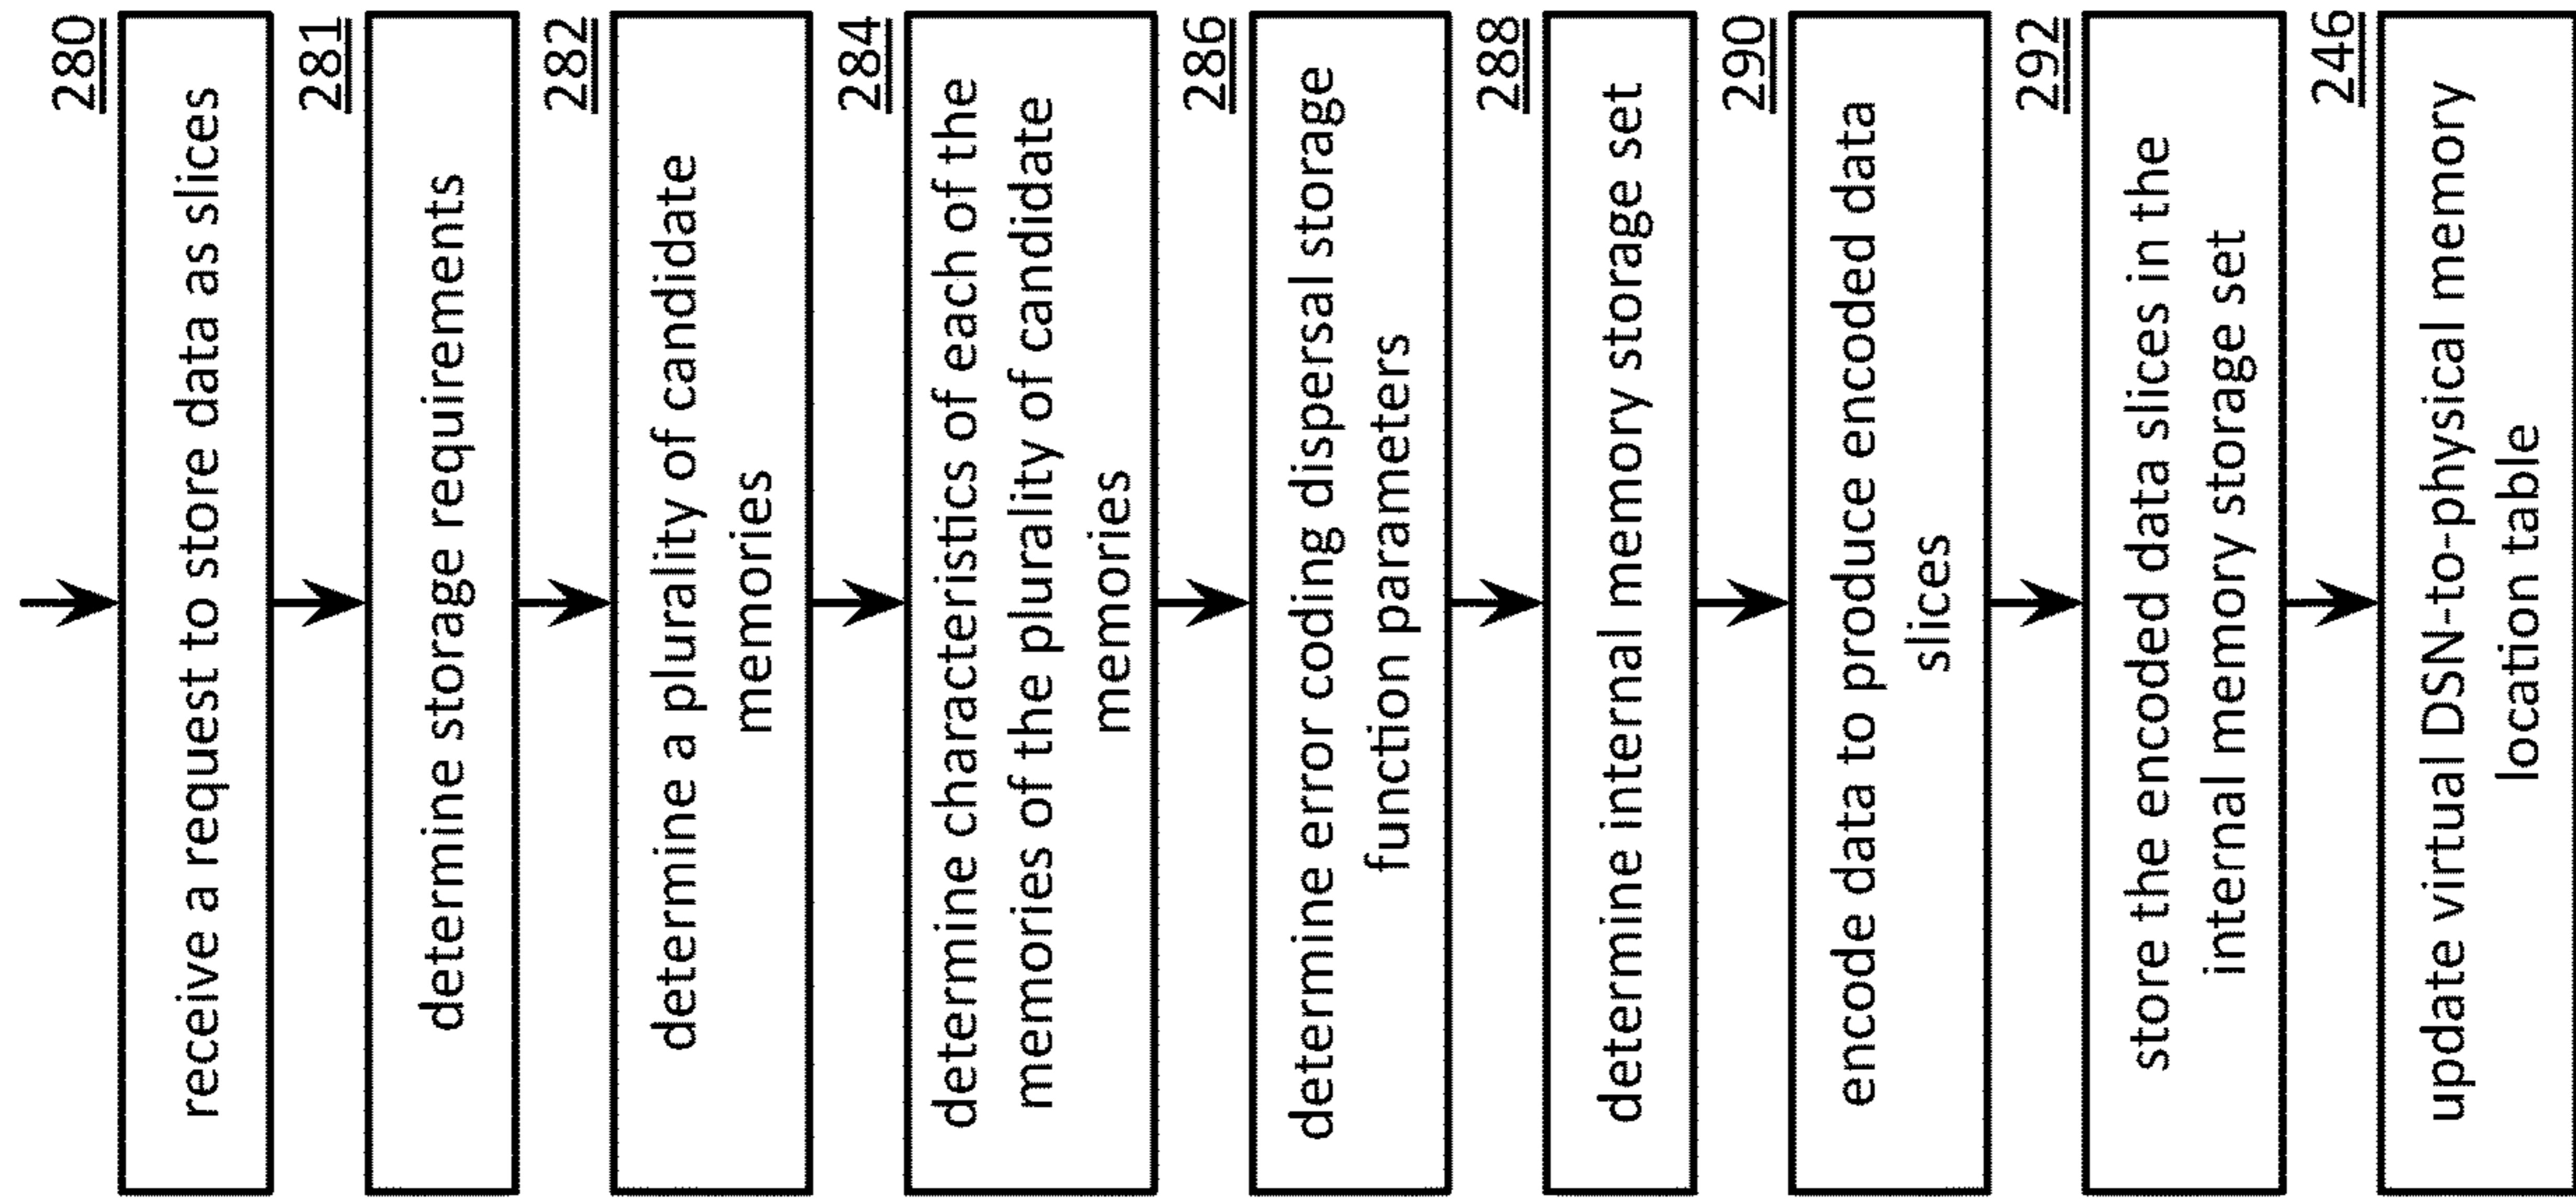 280
receive a request to store data as slices
281
determine storage requirements
282
determine a plurality of candidate
memories
284
determine characteristics of each of the
memories of the plurality of candidate
memories
286
determine error coding dispersal storage
function parameters
288
determine internal memory storage set
290
encode data to produce encoded data
slices
292
store the encoded data slices in the
internal memory storage set
246
update virtual DSN-to-physical memory
location table